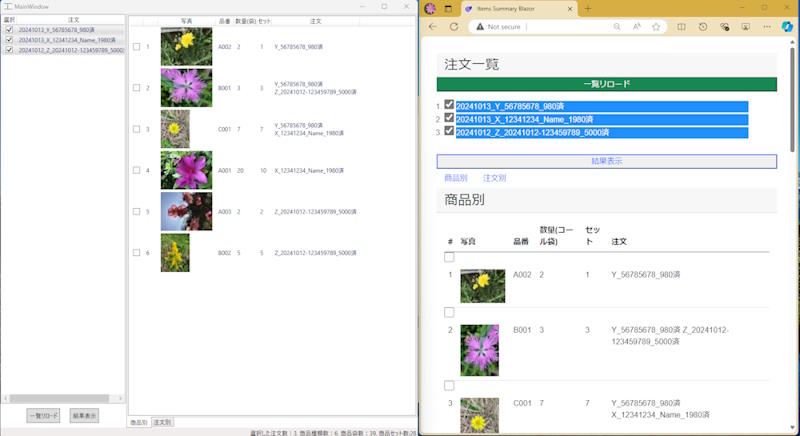 MainWindow
選択 注文
20241013_Y_56785678_980済
20241013_X_12341234_Name_1980済
20241012_Z_20241012-123459789_5000済
一覧リロード 結果表示
写真 品番 数量(袋) セット 注文
1 A002 2 1 Y_56785678_980済
2 B001 3 3 Y_56785678_980済
Z_20241012-123459789_5000済
3 C001 7 7 Y_56785678_980済
X_12341234_Name_1980済
4 A001 20 10 X_12341234_Name_1980済
5 A003 2 2 Z_20241012-123459789_5000済
6 B002 5 5 Z_20241012-123459789_5000済
商品別 注文別
選択した注文数:3, 商品種類数:6, 商品袋数:39, 商品セット数:28
Items Summary Blazor
Not secure
注文一覧
一覧リロード
1. 20241013_Y_56785678_980済
2. 20241013_X_12341234_Name_1980済
3. 20241012_Z_20241012-123459789_5000済
結果表示
商品別 注文別
商品別
# 写真 品番 数量(コール袋) セット 注文
1 A002 2 1 Y_56785678_980済
2 B001 3 3 Y_56785678_980済 Z_20241012-
123459789_5000済
3 C001 7 7 Y_56785678_980済
X_12341234_Name_1980済